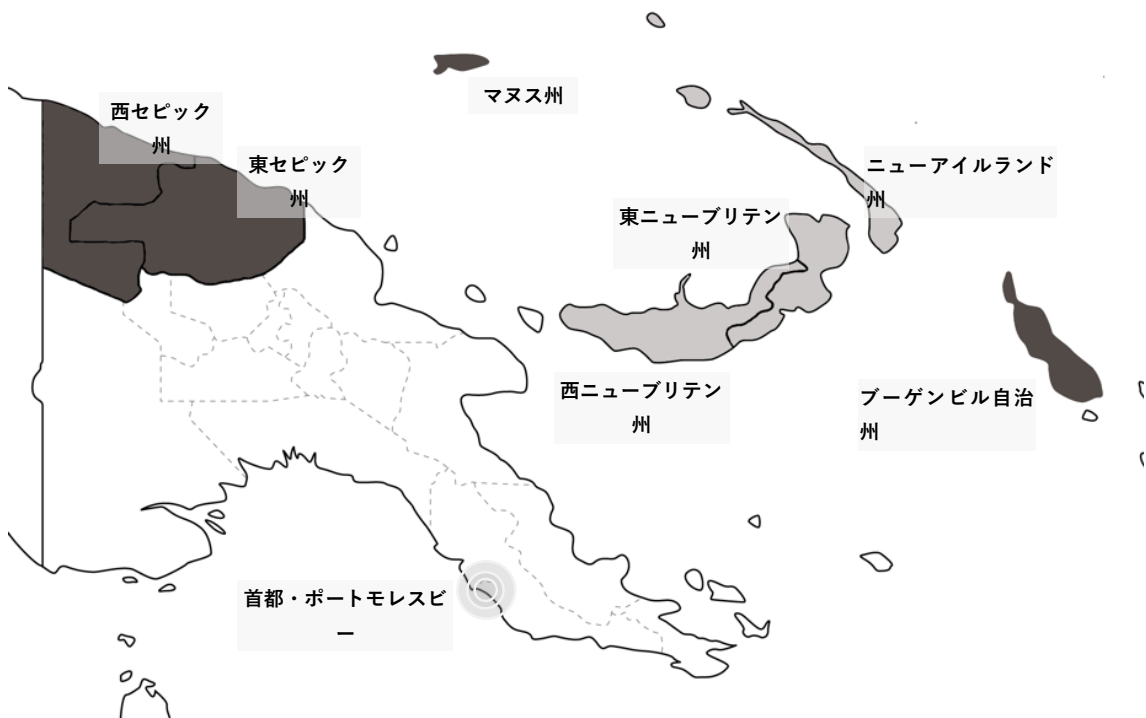 マヌス州
西セピック
州
東セピック
州
ニューアイルランド
州
東ニューブリテン
州
西ニューブリテン
州
ブーゲンビル自治
州
首都・ポートモレスビ
ー